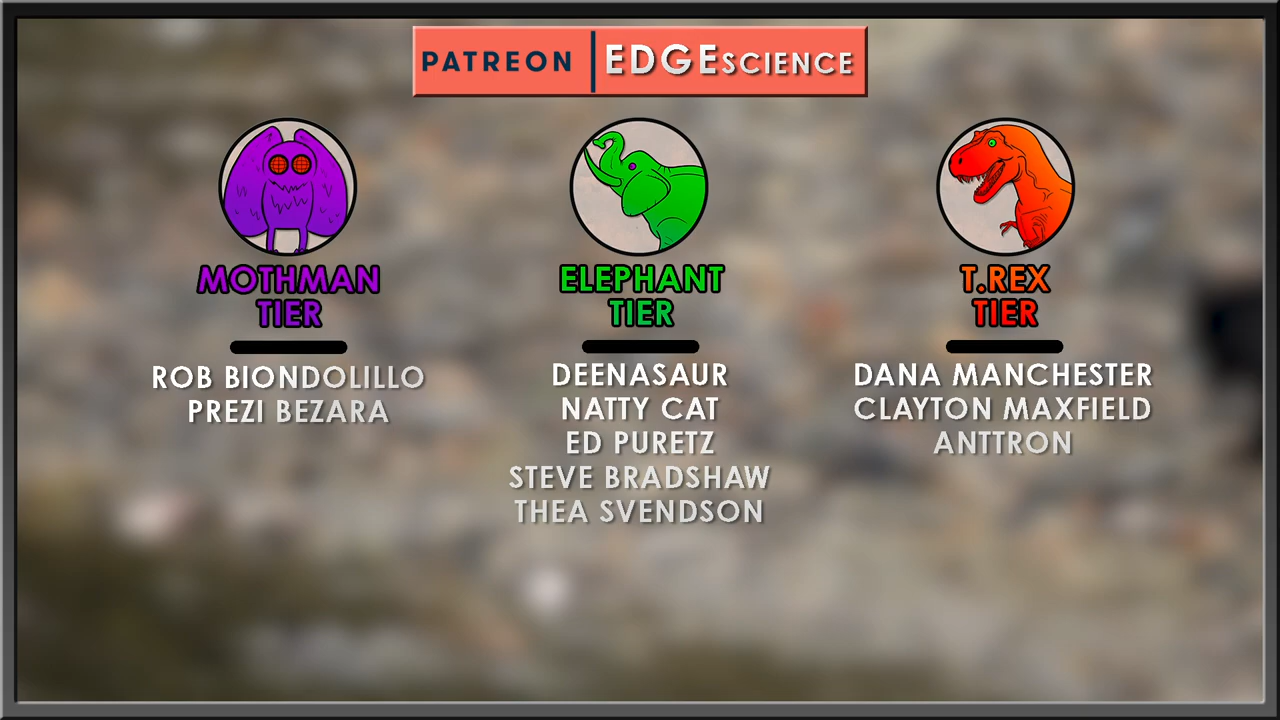 PATREON | EDGESCIENCE
MOTHMAN
TIER
ROB BIONDOLILLO
PREZI BEZARA
ELEPHANT
TIER
DEENASAUR
NATTY CAT
ED PURETZ
STEVE BRADSHAW
THEA SVENDSON
T.REX
TIER
DANA MANCHESTER
CLAYTON MAXFIELD
ANTTRON